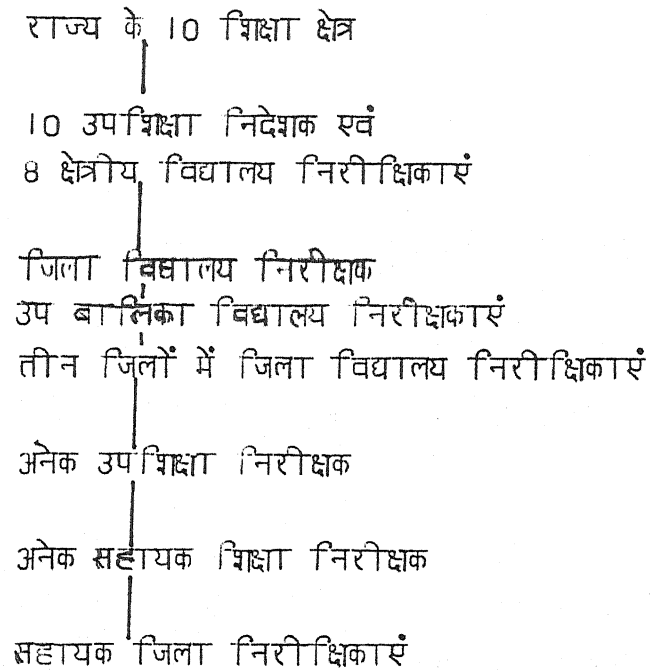 राज्य के 10 शिक्षा क्षेत्र
10 उपशिक्षा निदेशक एवं
8 क्षेत्रीय विद्यालय निरीक्षिकाएं
जिला विद्यालय निरीक्षक
उप बालिका विद्यालय निरीक्षकाएं
तीन जिलों में जिला विद्यालय निरीक्षिकाएं
अनेक उपशिक्षा निरीक्षक
अनेक सहायक शिक्षा निरीक्षक
सहायक जिला निरीक्षिकाएं